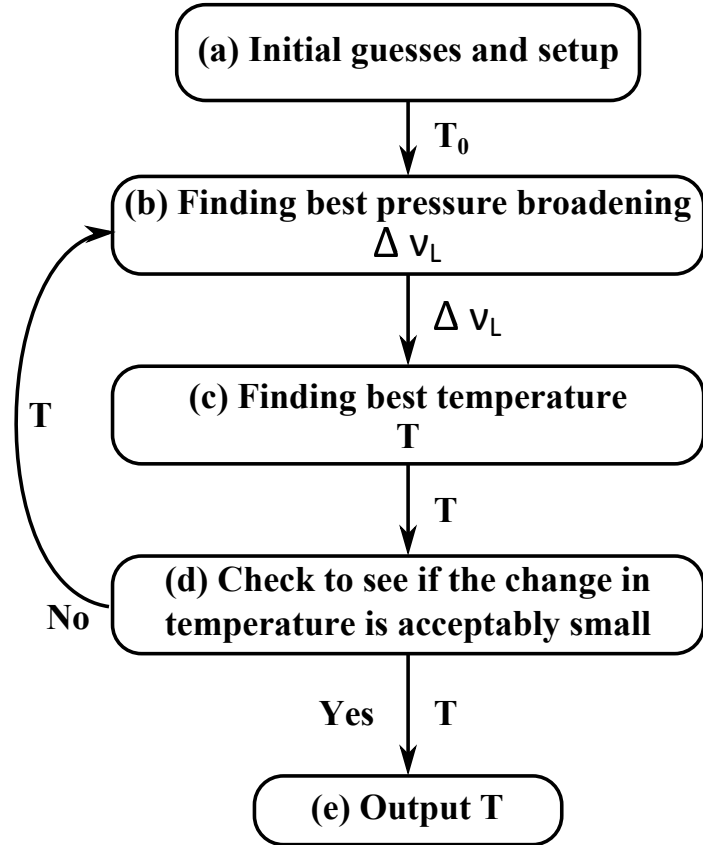 (a) Initial guesses and setup
T₀
(b) Finding best pressure broadening
Δ ν_L
Δ ν_L
(c) Finding best temperature
T
T
T
(d) Check to see if the change in
temperature is acceptably small
No
Yes T
(e) Output T